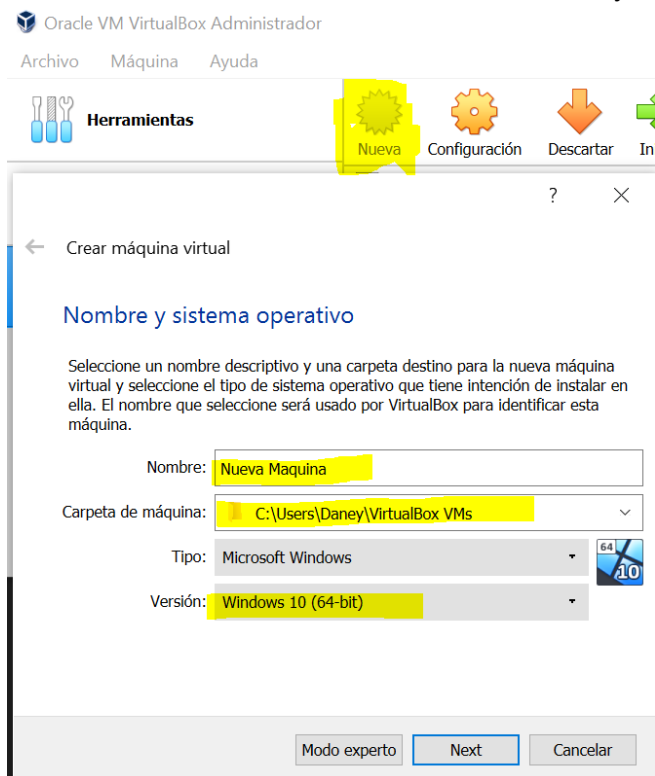 Oracle VM VirtualBox Administrador
Archivo Máquina Ayuda
Herramientas
Nueva Configuración Descartar In
? ×
← Crear máquina virtual
Nombre y sistema operativo
Seleccione un nombre descriptivo y una carpeta destino para la nueva máquina
virtual y seleccione el tipo de sistema operativo que tiene intención de instalar en
ella. El nombre que seleccione será usado por VirtualBox para identificar esta
máquina.
Nombre: Nueva Maquina
Carpeta de máquina: C:\Users\Daney\VirtualBox VMs
Tipo: Microsoft Windows
64
10
Versión: Windows 10 (64-bit)
Modo experto Next Cancelar